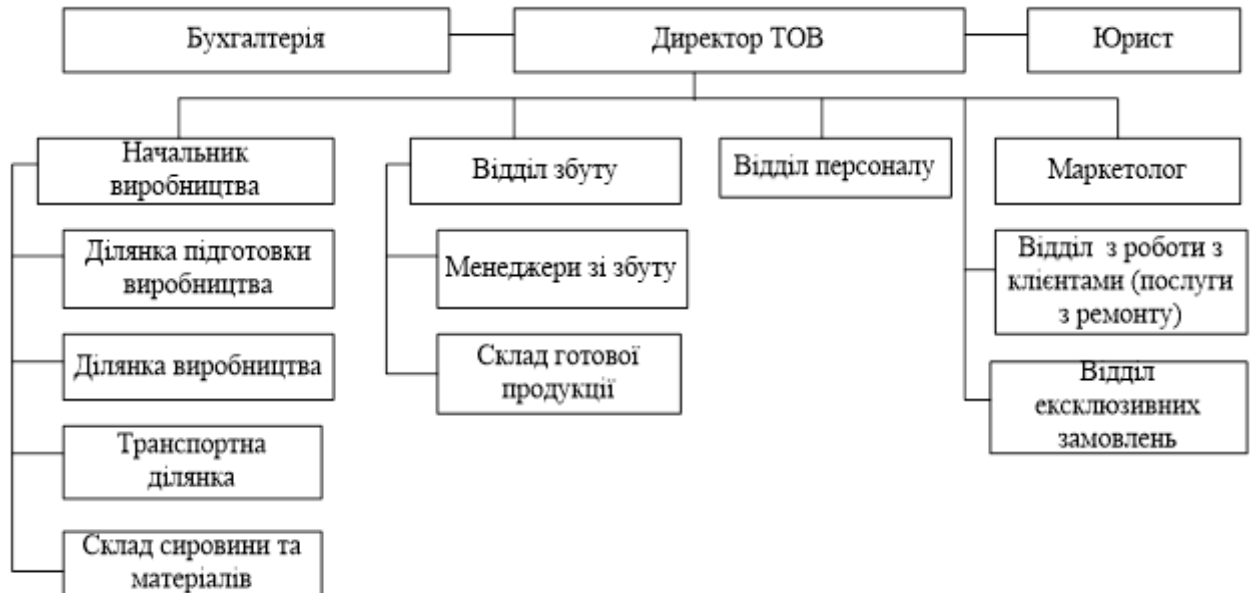 Бухгалтерія
Директор ТОВ
Юрист
Начальник
виробництва
Відділ збуту
Відділ персоналу
Маркетолог
Ділянка підготовки
виробництва
Менеджери зі збуту
Відділ з роботи з
клієнтами (послуги
з ремонту)
Ділянка виробництва
Склад готової
продукції
Відділ
ексклюзивних
замовлень
Транспортна
ділянка
Склад сировини та
матеріалів